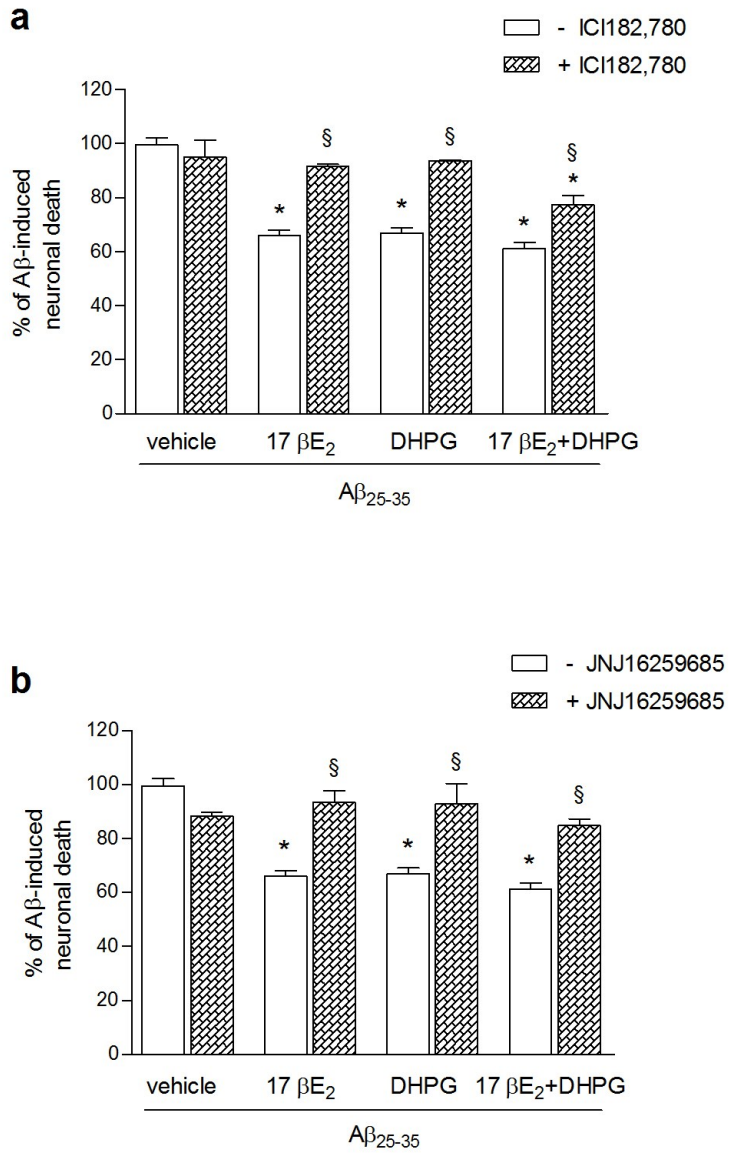 a
- ICI182,780
+ ICI182,780
120
100
80
60
40
20
0
% of Aβ-induced
neuronal death
*
§
*
§
*
§
*
vehicle
17 βE2
DHPG
17 βE2+DHPG
Aβ25-35
b
- JNJ16259685
+ JNJ16259685
120
100
80
60
40
20
0
% of Aβ-induced
neuronal death
*
§
*
§
*
§
vehicle
17 βE2
DHPG
17 βE2+DHPG
Aβ25-35